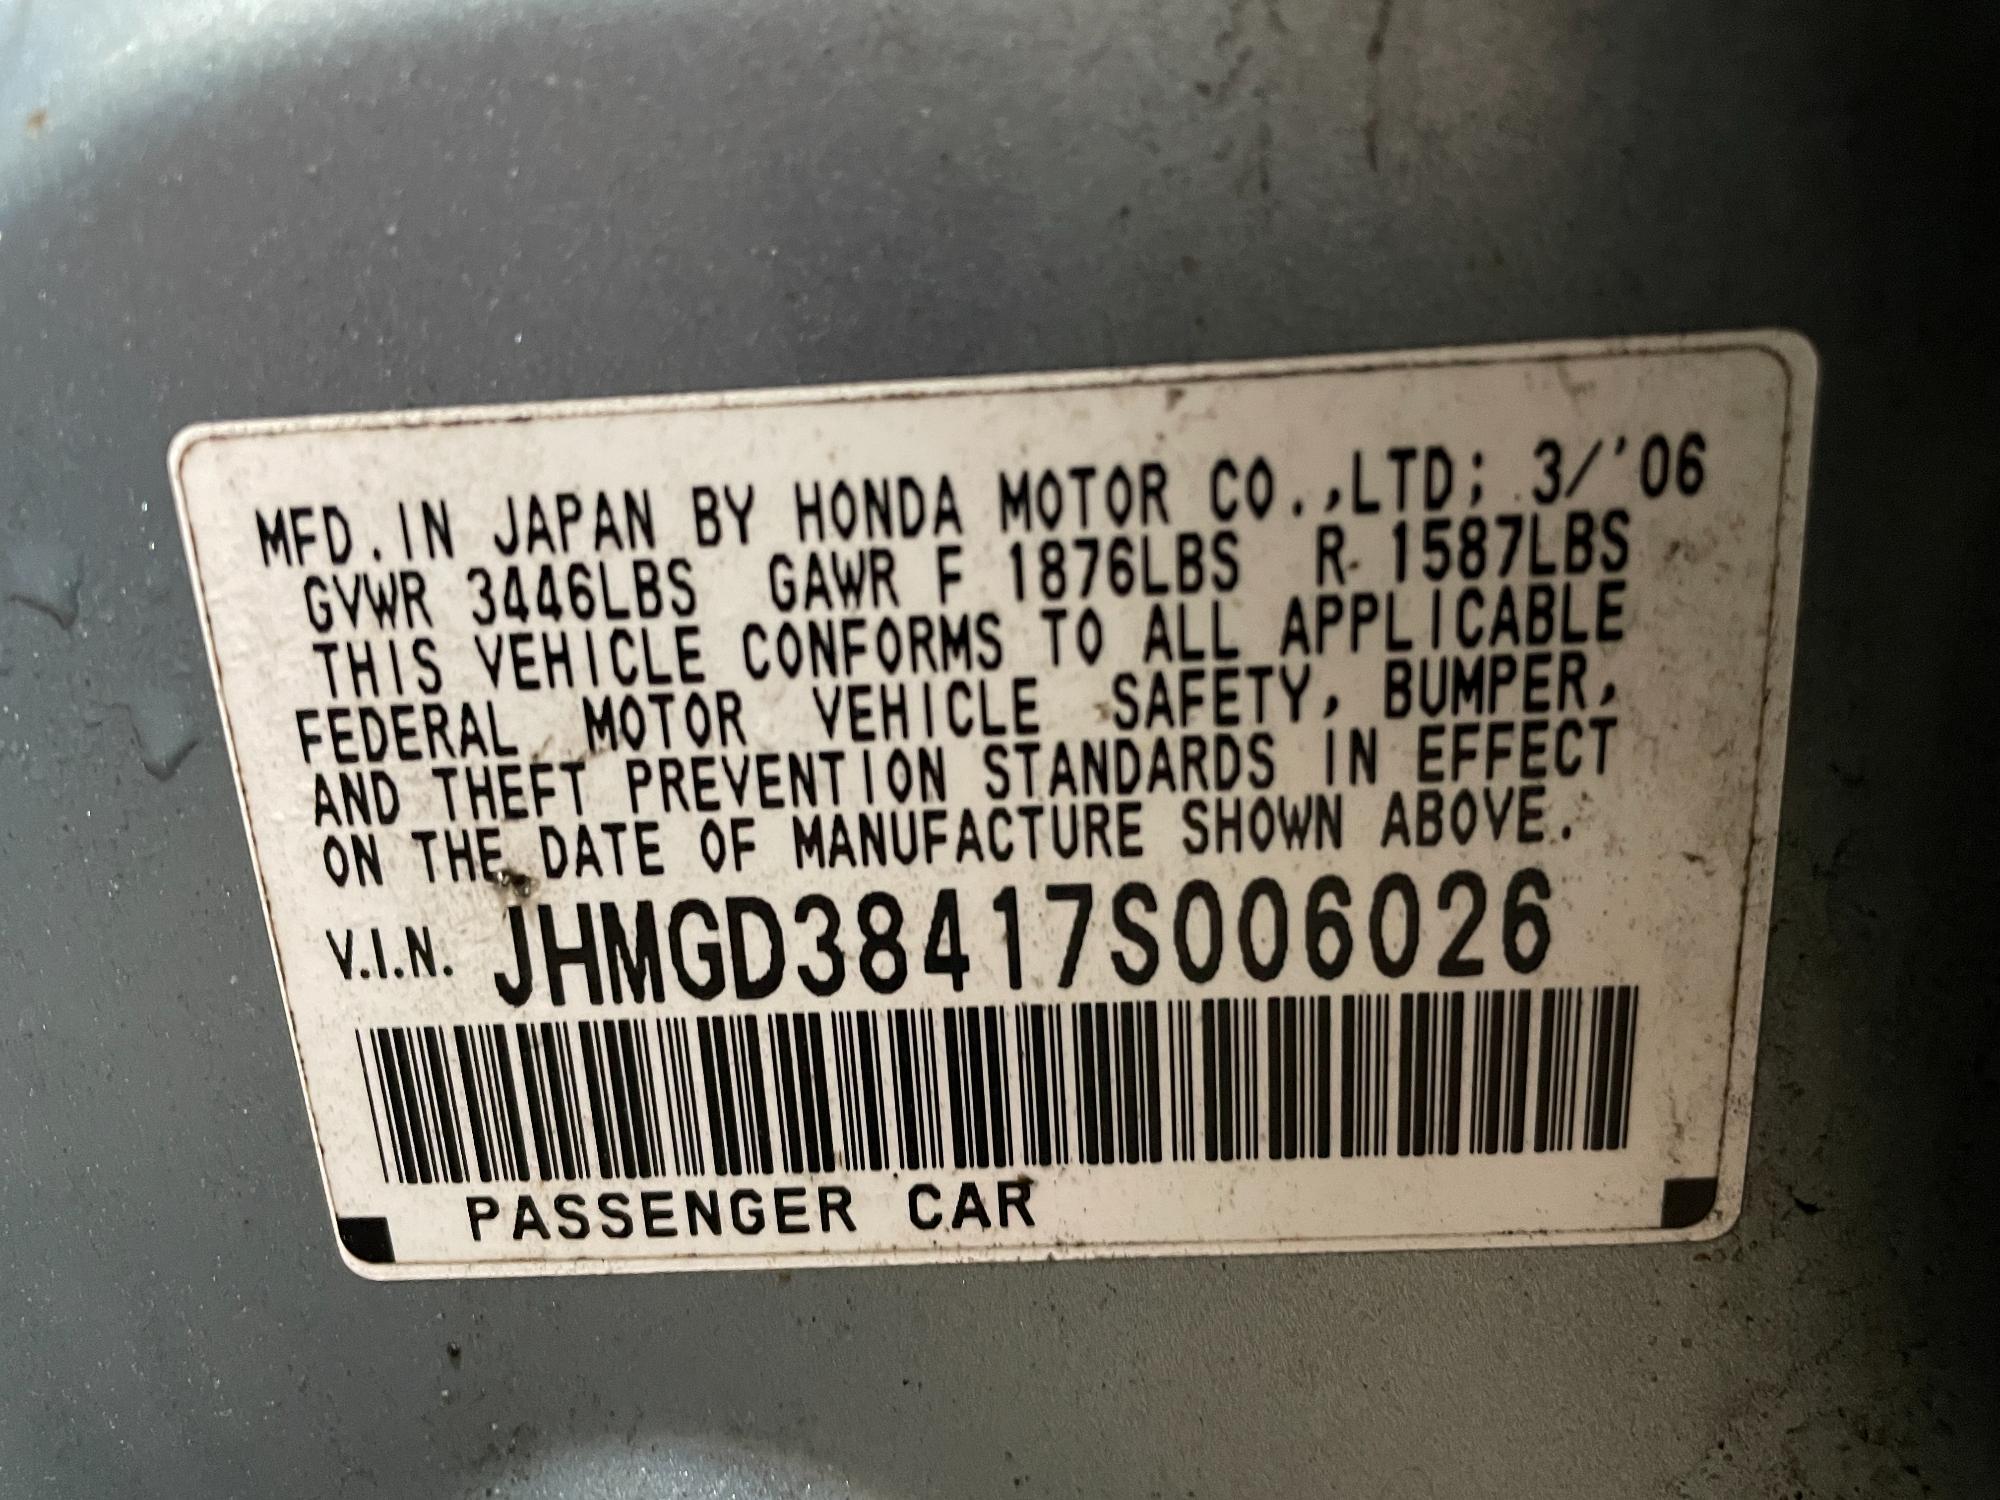 MFD. IN JAPAN BY HONDA MOTOR CO.,LTD; 3/'06
GVWR 3446LBS GAWR F 1876LBS R 1587LBS
THIS VEHICLE CONFORMS TO ALL APPLICABLE
FEDERAL MOTOR VEHICLE SAFETY, BUMPER,
AND THEFT PREVENTION STANDARDS IN EFFECT
ON THE DATE OF MANUFACTURE SHOWN ABOVE.
V.I.N. JHMGD38417S006026
PASSENGER CAR